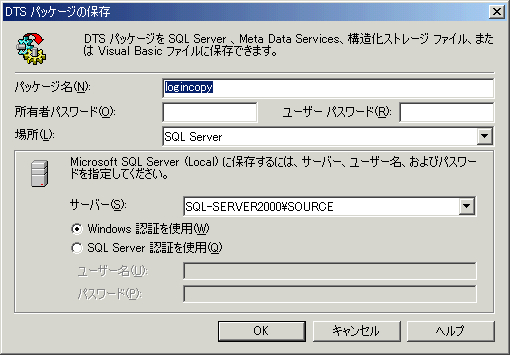 DTS パッケージの保存
DTS パッケージを SQL Server 、Meta Data Services、構造化ストレージ ファイル、また
は Visual Basic ファイルに保存できます。
パッケージ名(N):
logincopy
所有者パスワード(O):
ユーザー パスワード(R):
場所(L):
SQL Server
Microsoft SQL Server (Local) に保存するには、サーバー、ユーザー名、およびパスワー
ドを指定してください。
サーバー(S):
SQL-SERVER2000¥SOURCE
Windows 認証を使用(W)
SQL Server 認証を使用(Q)
ユーザー名(U):
パスワード(P):
OK
キャンセル
ヘルプ